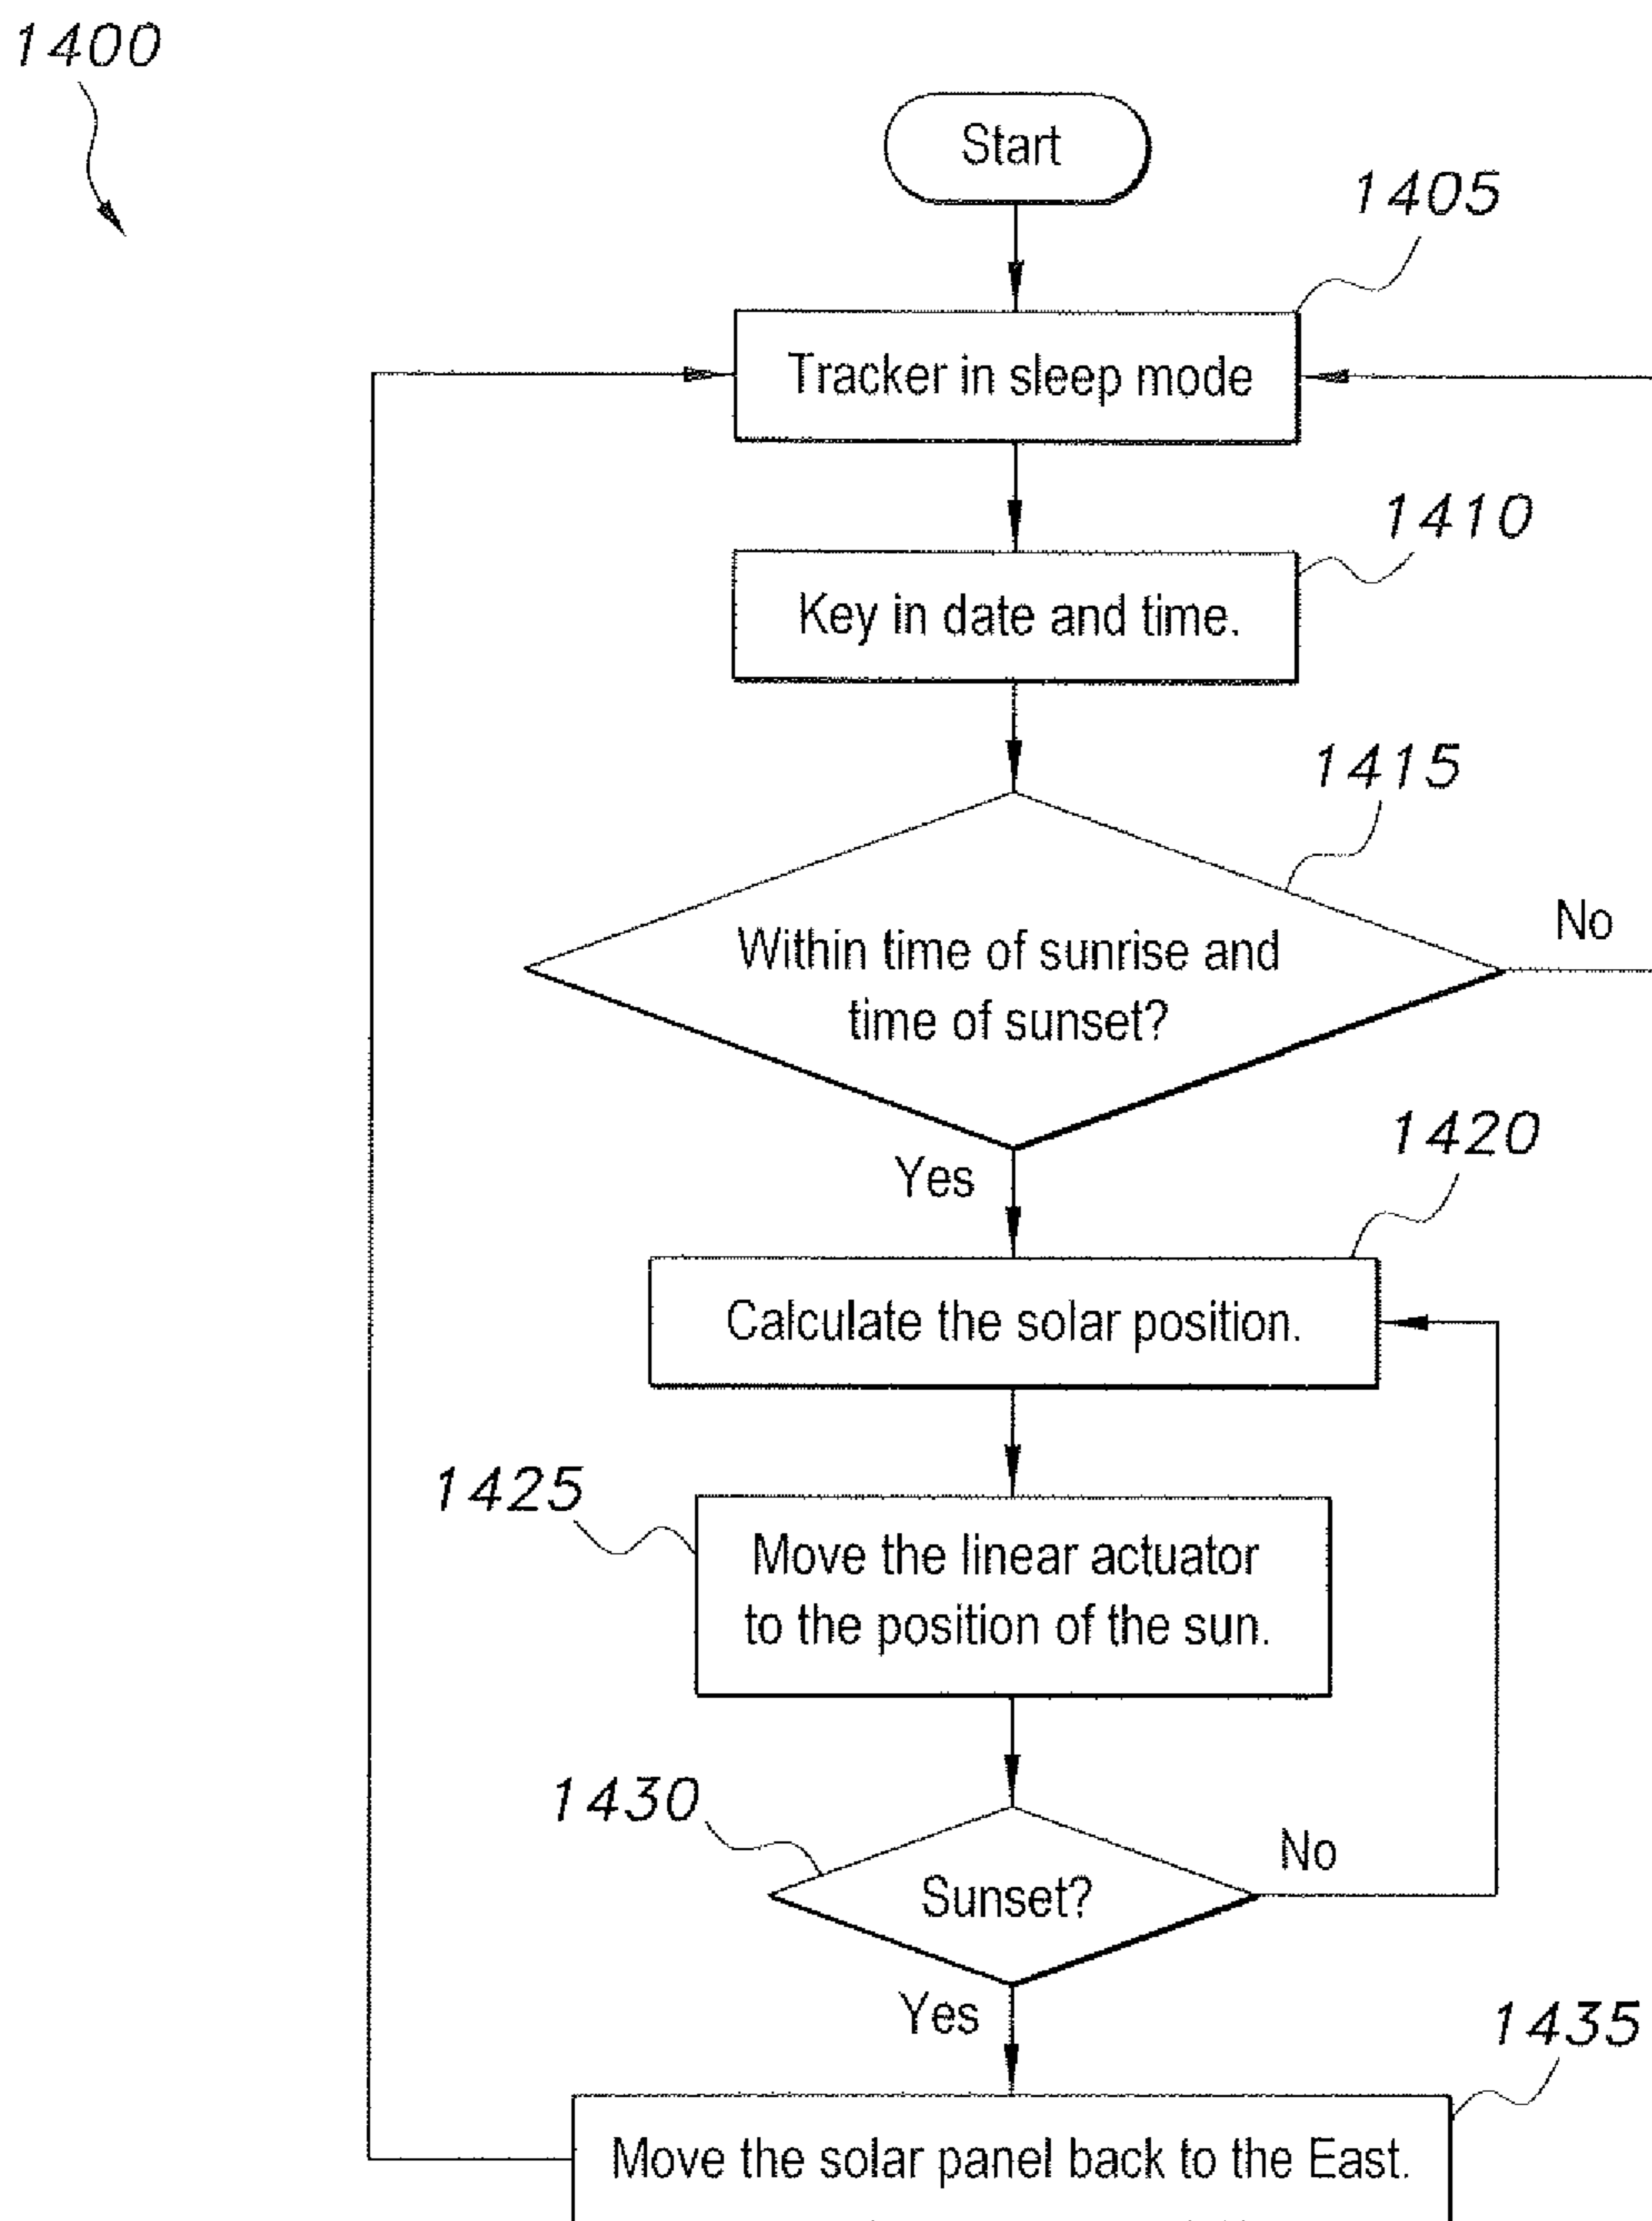 1400
Start
1405
Tracker in sleep mode
1410
Key in date and time.
1415
No
Within time of sunrise and
time of sunset?
1420
Yes
Calculate the solar position.
1425
Move the linear actuator
to the position of the sun.
1430
No
Sunset?
Yes
1435
Move the solar panel back to the East.